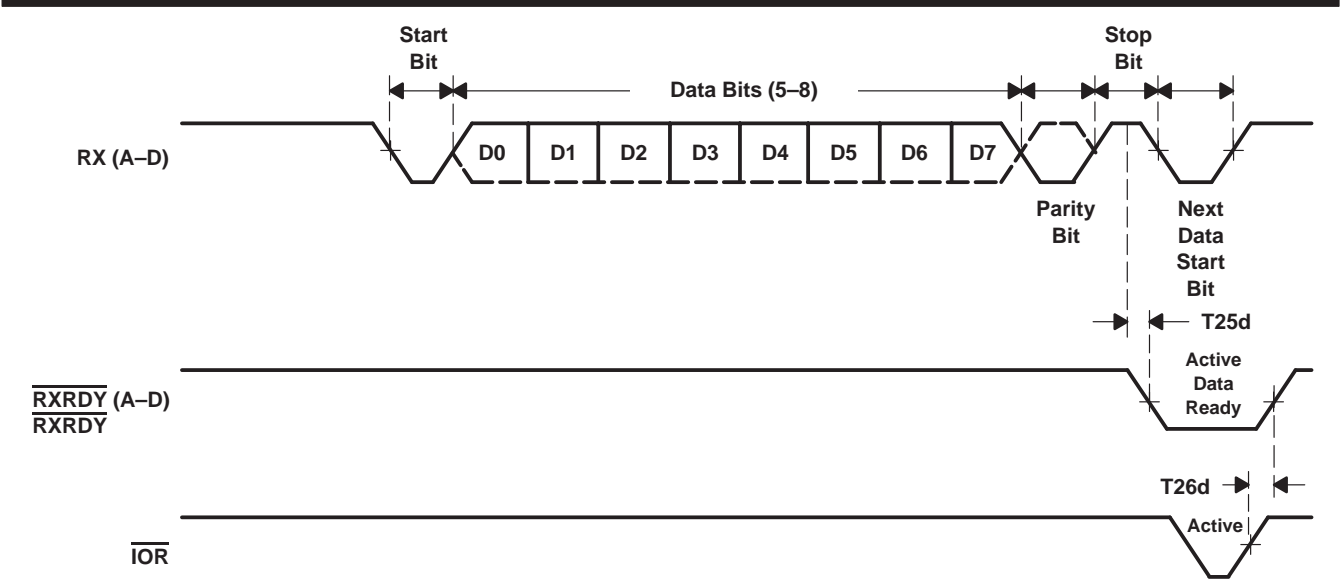 Start
Bit
Stop
Bit
Data Bits (5–8)
RX (A–D)
D0 D1 D2 D3 D4 D5 D6 D7
Parity
Bit
Next
Data
Start
Bit
T25d
Active
Data
Ready
RXRDY (A–D)
RXRDY
T26d
Active
IOR